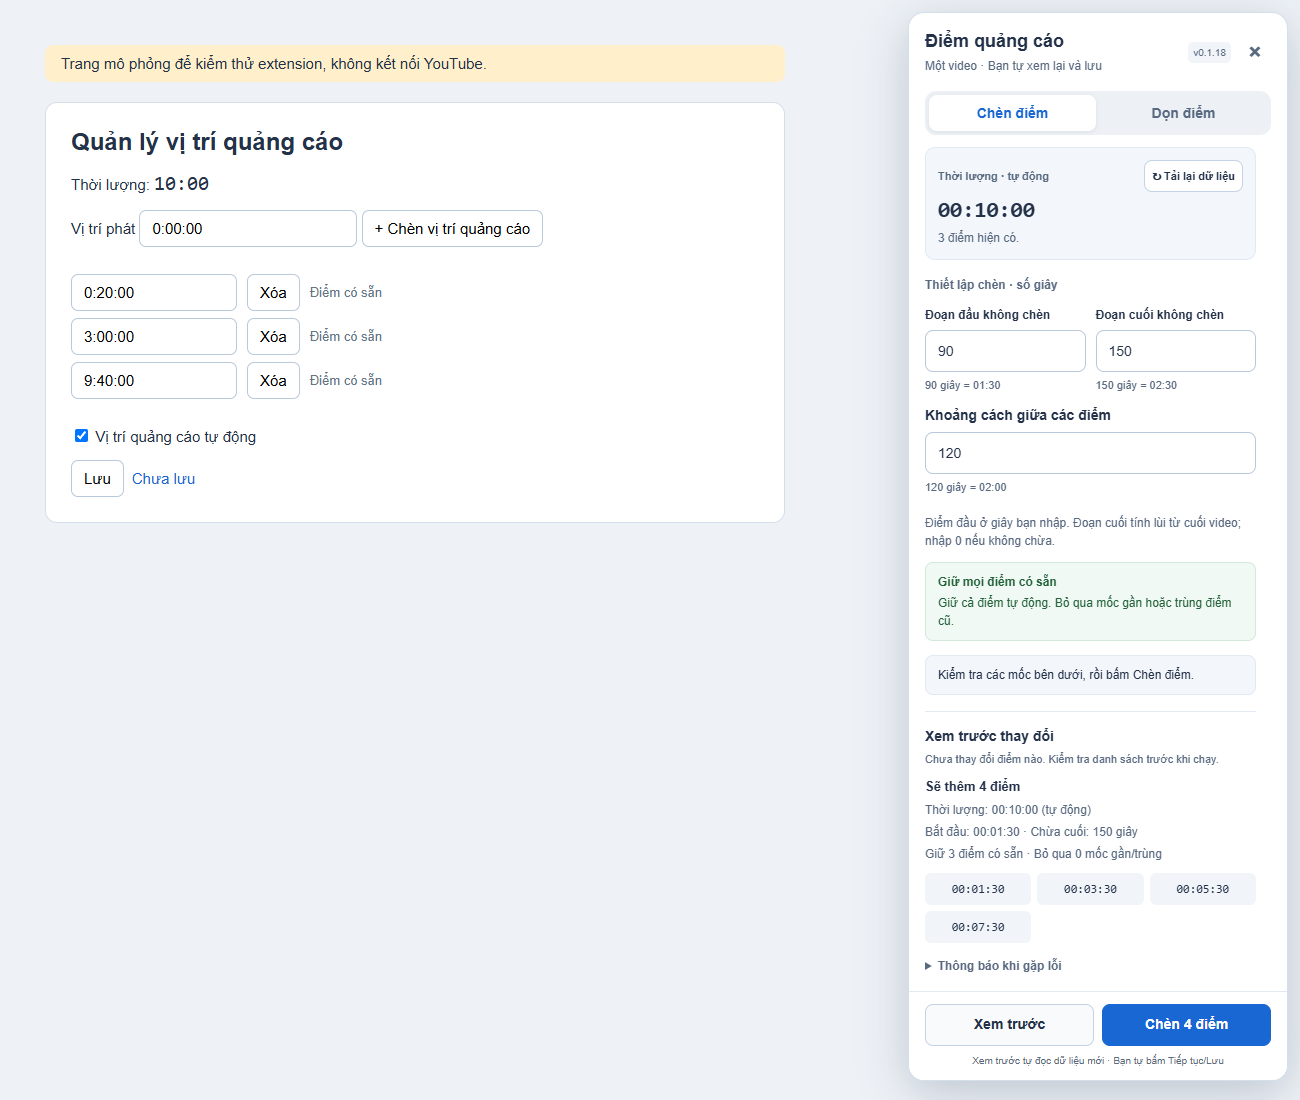 Trang mô phỏng để kiểm thử extension, không kết nối YouTube.
Quản lý vị trí quảng cáo
Thời lượng: 10:00
Vị trí phát 0:00:00 + Chèn vị trí quảng cáo
0:20:00 Xóa Điểm có sẵn
3:00:00 Xóa Điểm có sẵn
9:40:00 Xóa Điểm có sẵn
Vị trí quảng cáo tự động
Lưu Chưa lưu
Điểm quảng cáo
v0.1.18 ×
Một video · Bạn tự xem lại và lưu
Chèn điểm Dọn điểm
Thời lượng · tự động ↻ Tải lại dữ liệu
00:10:00
3 điểm hiện có.
Thiết lập chèn · số giây
Đoạn đầu không chèn Đoạn cuối không chèn
90 150
90 giây = 01:30 150 giây = 02:30
Khoảng cách giữa các điểm
120
120 giây = 02:00
Điểm đầu ở giây bạn nhập. Đoạn cuối tính lùi từ cuối video;
nhập 0 nếu không chừa.
Giữ mọi điểm có sẵn
Giữ cả điểm tự động. Bỏ qua mốc gần hoặc trùng điểm
cũ.
Kiểm tra các mốc bên dưới, rồi bấm Chèn điểm.
Xem trước thay đổi
Chưa thay đổi điểm nào. Kiểm tra danh sách trước khi chạy.
Sẽ thêm 4 điểm
Thời lượng: 00:10:00 (tự động)
Bắt đầu: 00:01:30 · Chừa cuối: 150 giây
Giữ 3 điểm có sẵn · Bỏ qua 0 mốc gần/trùng
00:01:30 00:03:30 00:05:30
00:07:30
▶ Thông báo khi gặp lỗi
Xem trước Chèn 4 điểm
Xem trước tự đọc dữ liệu mới · Bạn tự bấm Tiếp tục/Lưu